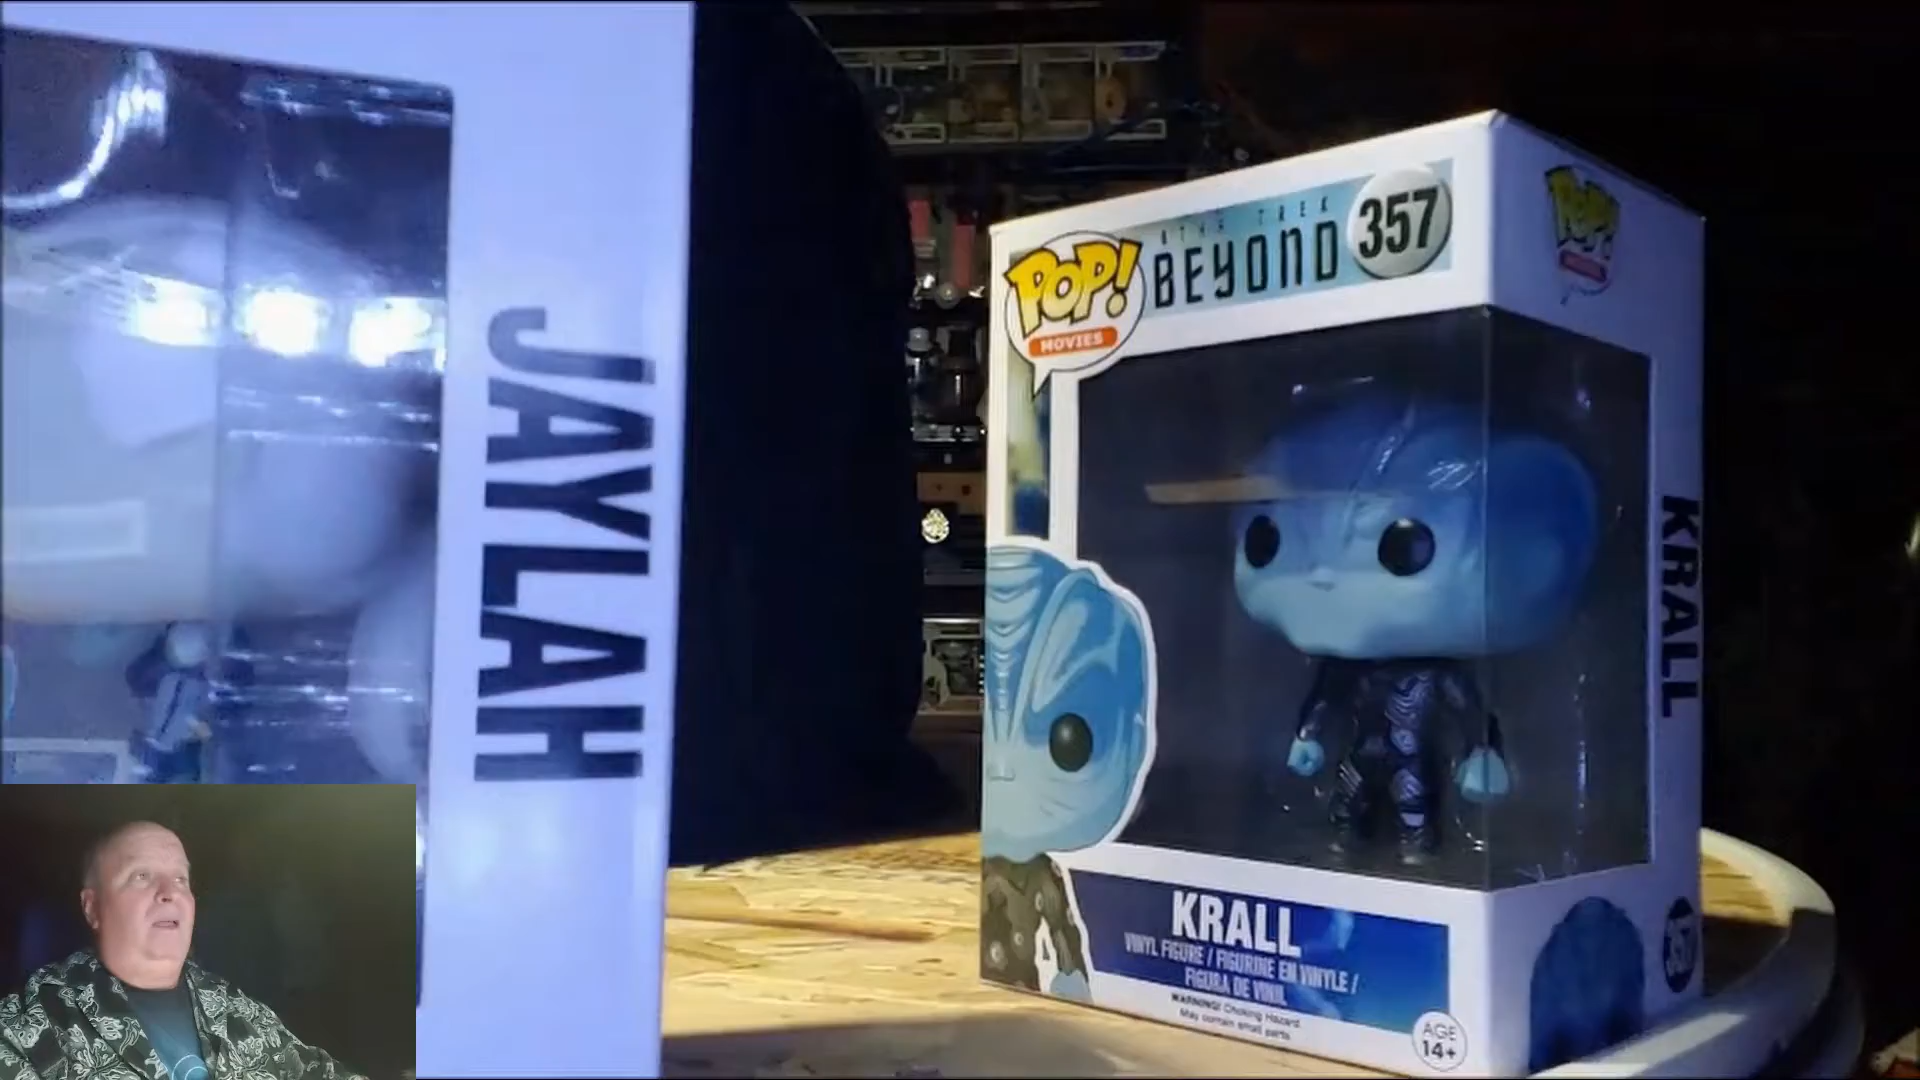 JAYLAH
POP!
MOVIES
STAR TREK
BEYOND
357
POP!
MOVIES
KRALL
KRALL
VINYL FIGURE / FIGURINE EN VINYLE /
FIGURA DE VINIL
WARNING! Choking Hazard
May contain small parts
AGE
14+
357